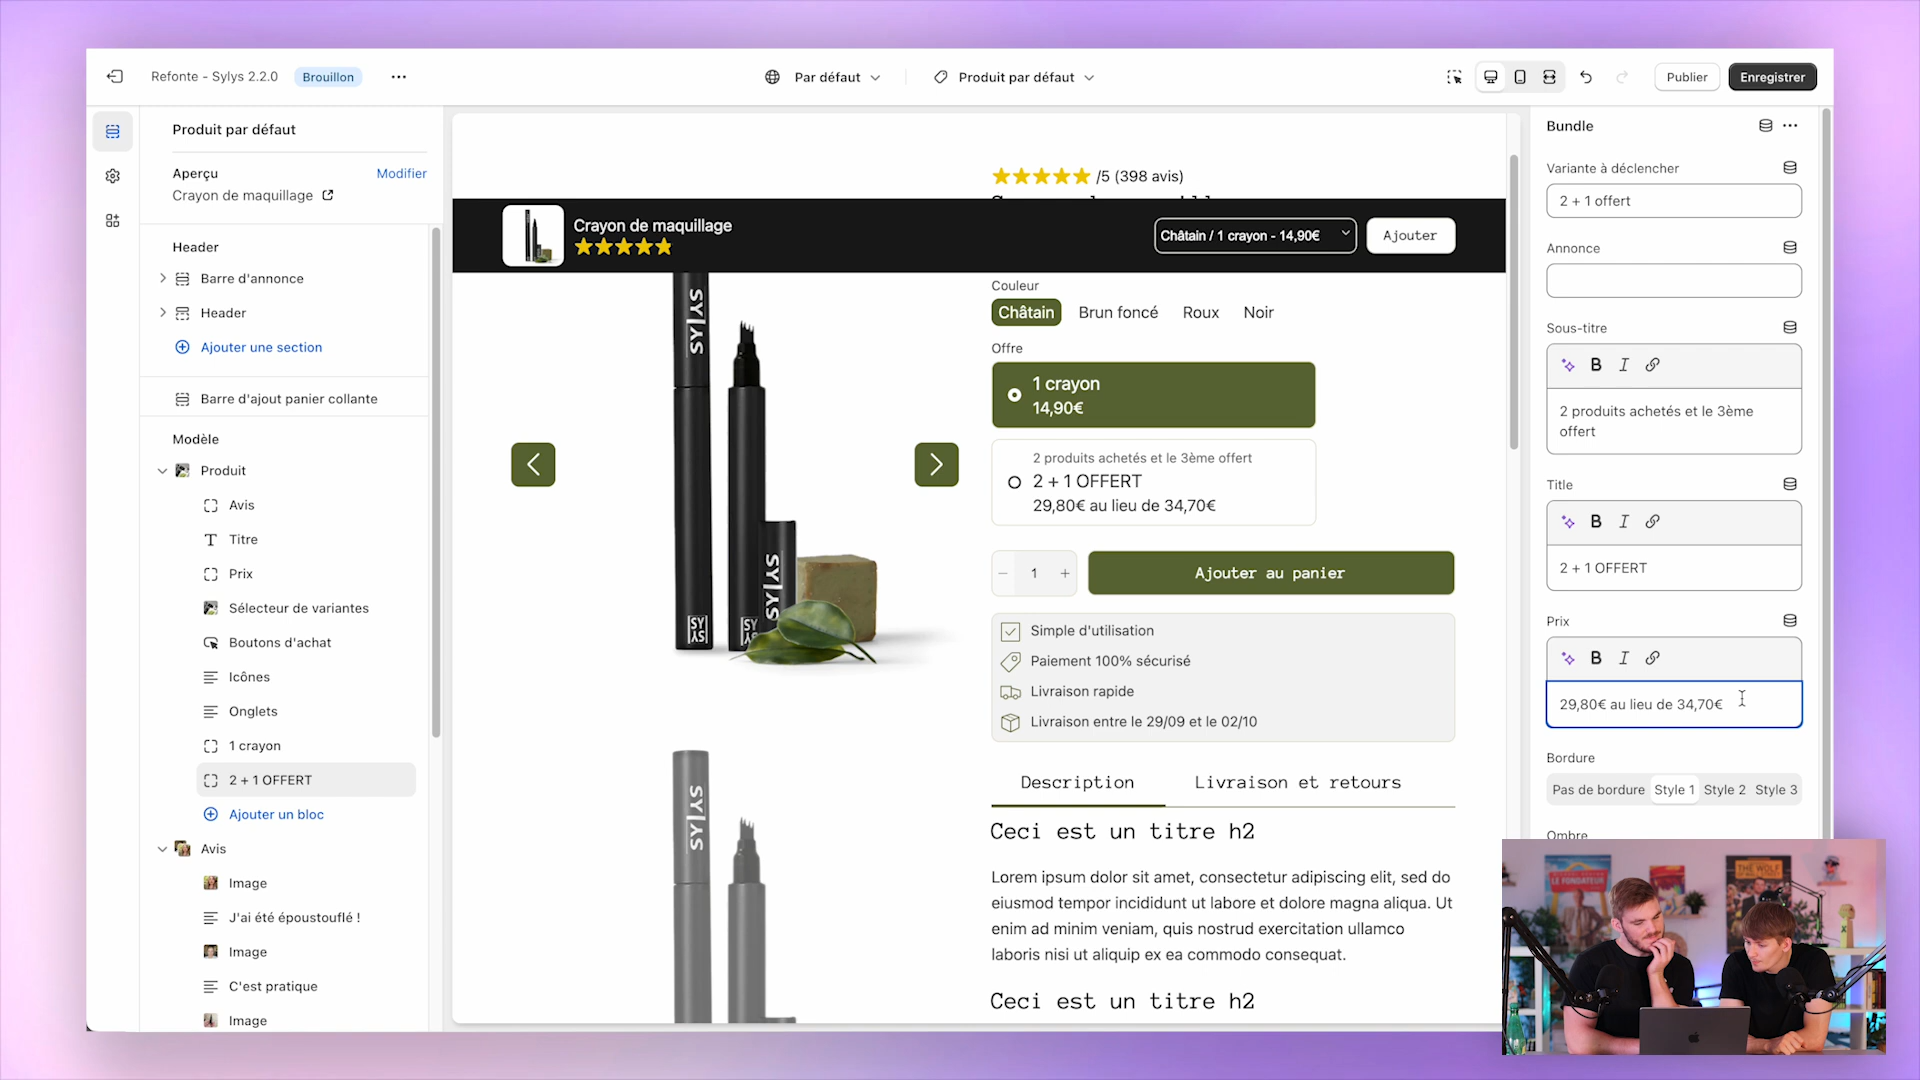 Refonte - Sylys 2.2.0 Brouillon
Par défaut
Produit par défaut
Publier
Enregistrer
Produit par défaut
Aperçu
Modifier
Crayon de maquillage
Header
Barre d'annonce
Header
Ajouter une section
Barre d'ajout panier collante
Modèle
Produit
Avis
Titre
Prix
Sélecteur de variantes
Boutons d'achat
Icônes
Onglets
1 crayon
2 + 1 OFFERT
Ajouter un bloc
Avis
Image
J'ai été époustouflé !
Image
C'est pratique
Image
/5 (398 avis)
Crayon de maquillage
Châtain / 1 crayon - 14,90€
Ajouter
SYLYS
SYLYS
SYLYS
Couleur
Châtain Brun foncé Roux Noir
Offre
1 crayon
14,90€
2 produits achetés et le 3ème offert
2 + 1 OFFERT
29,80€ au lieu de 34,70€
1
Ajouter au panier
Simple d'utilisation
Paiement 100% sécurisé
Livraison rapide
Livraison entre le 29/09 et le 02/10
Description
Livraison et retours
Ceci est un titre h2
Lorem ipsum dolor sit amet, consectetur adipiscing elit, sed do
eiusmod tempor incididunt ut labore et dolore magna aliqua. Ut
enim ad minim veniam, quis nostrud exercitation ullamco
laboris nisi ut aliquip ex ea commodo consequat.
Ceci est un titre h2
Bundle
Variante à déclencher
2 + 1 offert
Annonce
Sous-titre
B I
2 produits achetés et le 3ème
offert
Title
B I
2 + 1 OFFERT
Prix
B I
29,80€ au lieu de 34,70€
Bordure
Pas de bordure Style 1 Style 2 Style 3
Ombre
LE FONDATEUR
THE WOLF